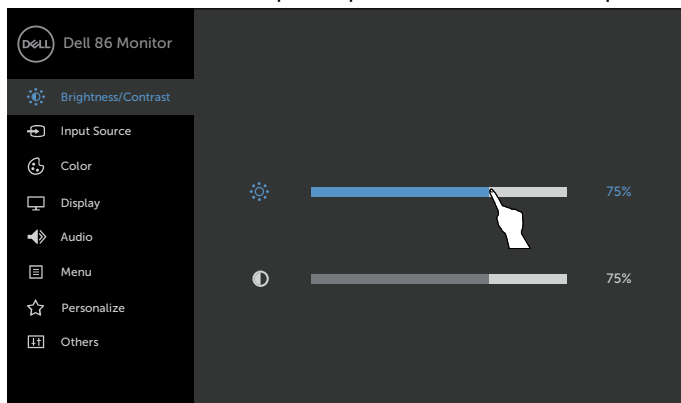 DELL Dell 86 Monitor
Brightness/Contrast
Input Source
Color
Display
75%
Audio
Menu
75%
Personalize
Others